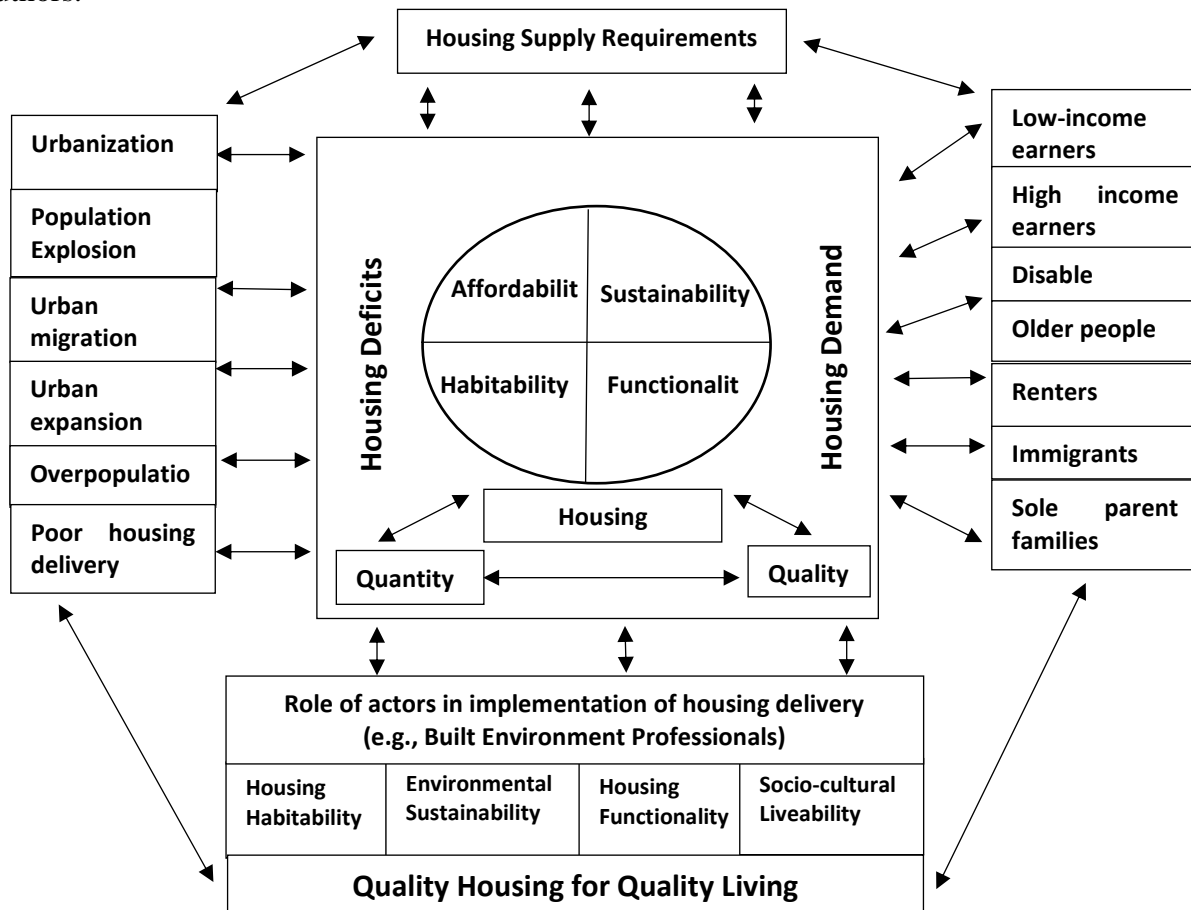 Housing Supply Requirements
Urbanization
Population
Explosion
Urban
migration
Urban
expansion
Overpopulatio
Poor housing
delivery
Housing Deficits
Affordabilit
Sustainability
Habitability
Functionalit
Housing Demand
Housing
Quantity
Quality
Low-income
earners
High income
earners
Disable
Older people
Renters
Immigrants
Sole parent
families
Role of actors in implementation of housing delivery
(e.g., Built Environment Professionals)
Housing
Habitability
Environmental
Sustainability
Housing
Functionality
Socio-cultural
Liveability
Quality Housing for Quality Living